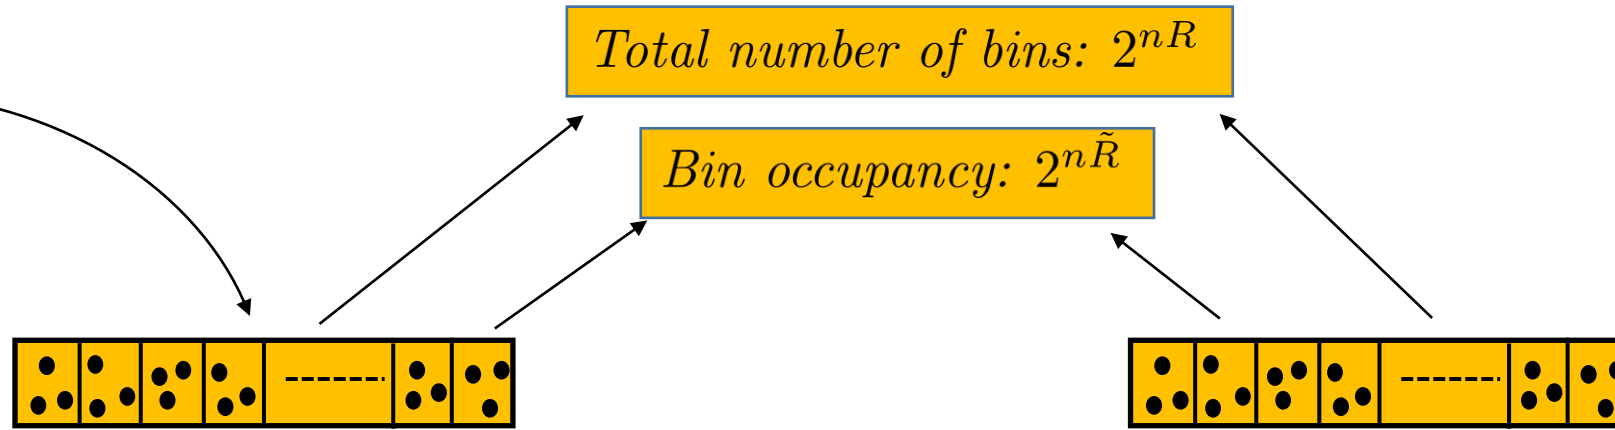 Total number of bins: $2^{nR}$
Bin occupancy: $2^{n\tilde{R}}$